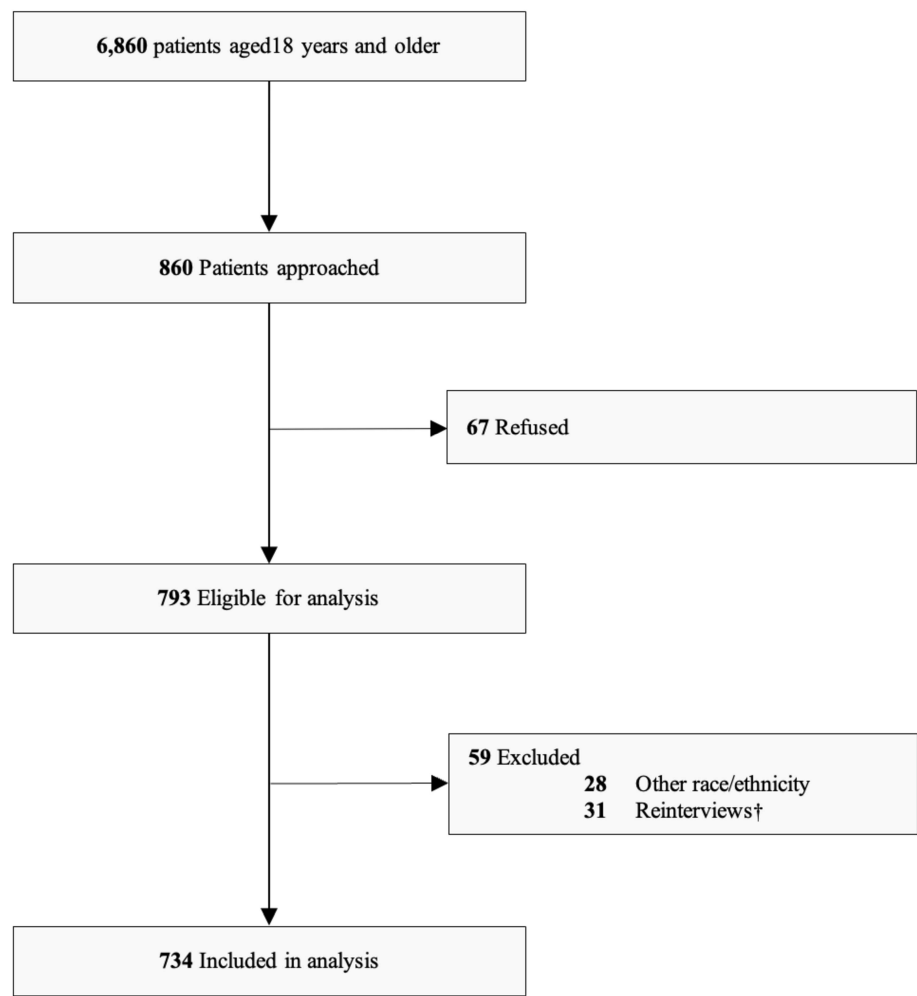 6,860 patients aged18 years and older
860 Patients approached
67 Refused
793 Eligible for analysis
59 Excluded
28 Other race/ethnicity
31 Reinterviews†
734 Included in analysis